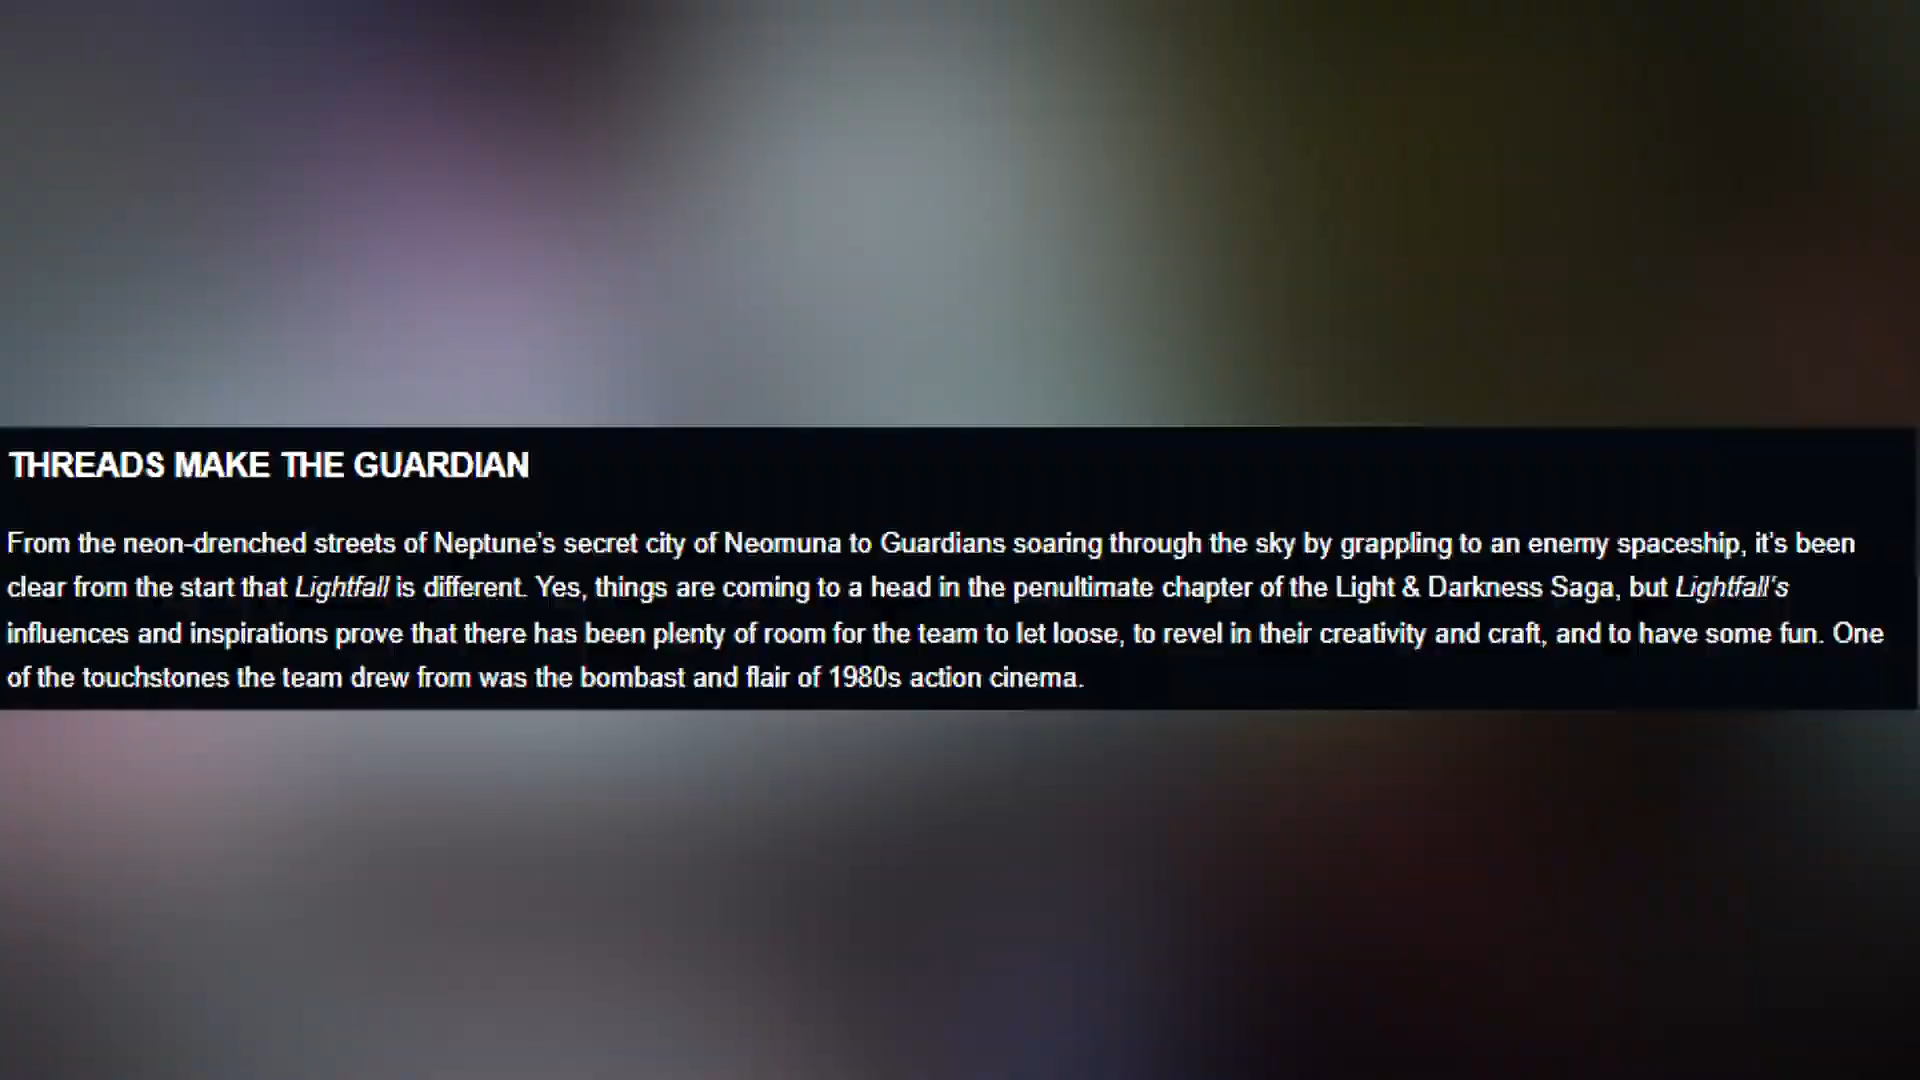 THREADS MAKE THE GUARDIAN
From the neon-drenched streets of Neptune's secret city of Neomuna to Guardians soaring through the sky by grappling to an enemy spaceship, it's been
clear from the start that Lightfall is different. Yes, things are coming to a head in the penultimate chapter of the Light & Darkness Saga, but Lightfall's
influences and inspirations prove that there has been plenty of room for the team to let loose, to revel in their creativity and craft, and to have some fun. One
of the touchstones the team drew from was the bombast and flair of 1980s action cinema.